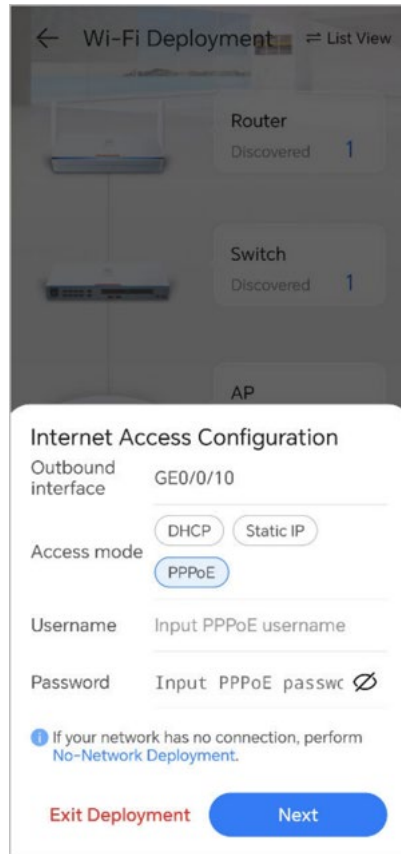 Wi-Fi Deployment
List View
Router
Discovered 1
Switch
Discovered 1
AP
Internet Access Configuration
Outbound
interface
GE0/0/10
Access mode
DHCP
Static IP
PPPoE
Username
Input PPPoE username
Password
Input PPPoE passwc
If your network has no connection, perform
No-Network Deployment.
Exit Deployment
Next